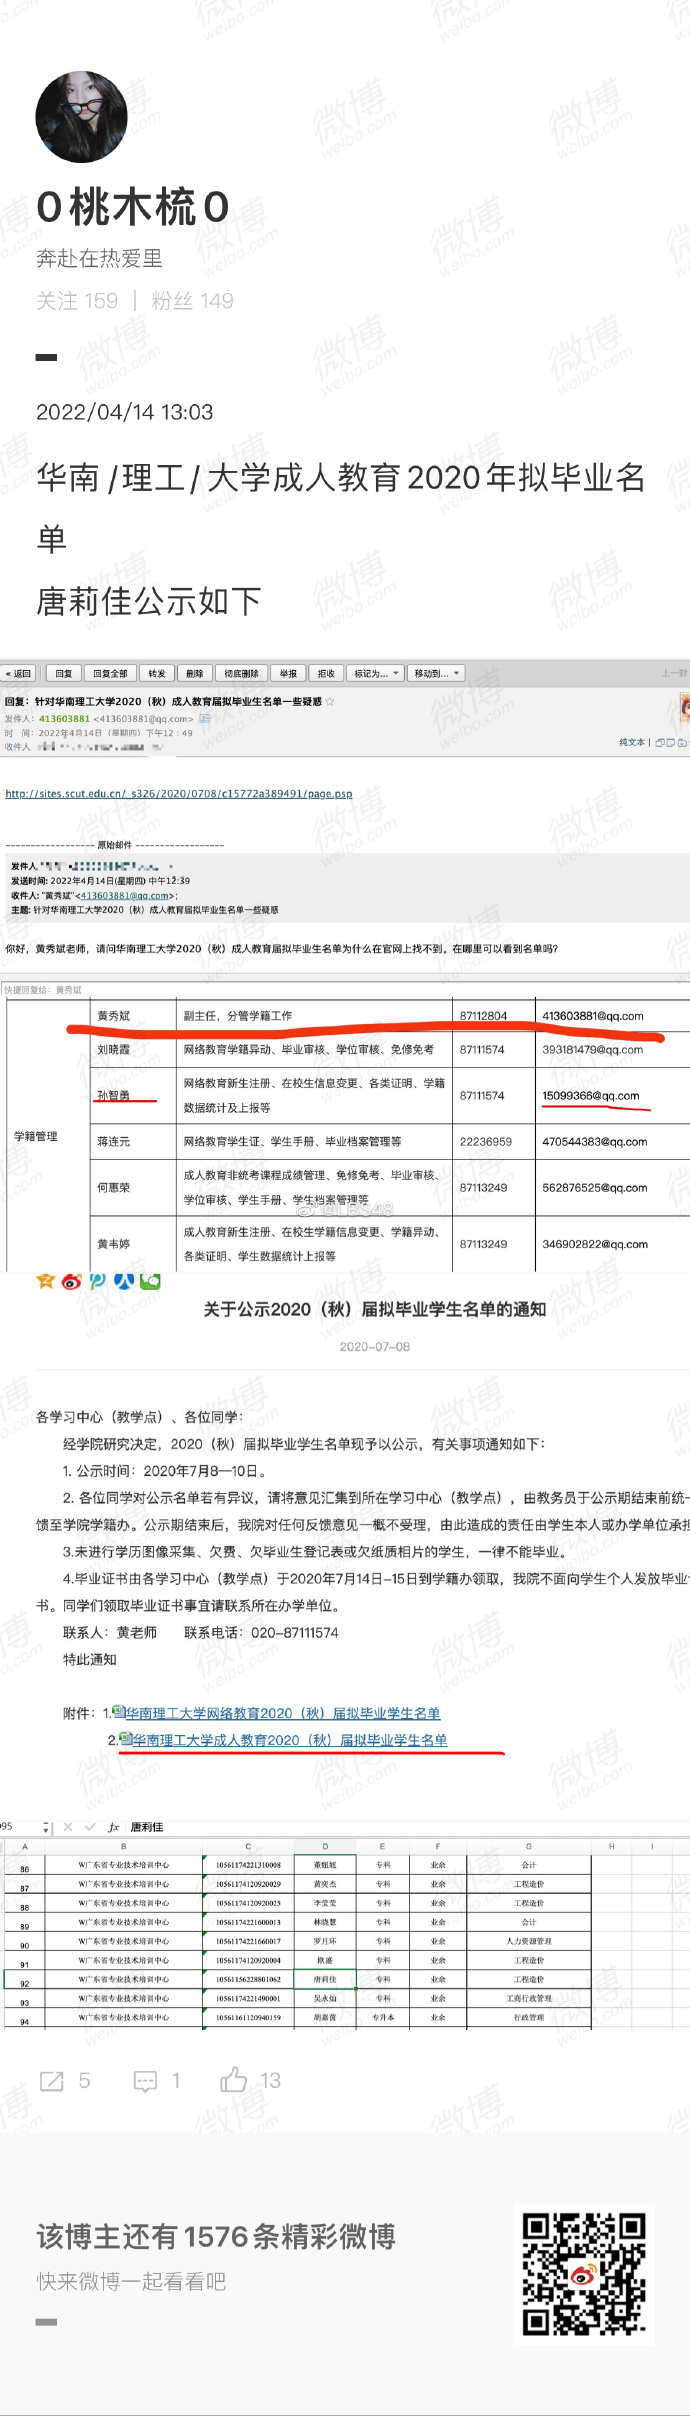 0桃木梳0
奔赴在热爱里
关注 159 | 粉丝 149
2022/04/14 13:03
华南/理工/大学成人教育2020年拟毕业名
单
唐莉佳公示如下
« 返回 回复 回复全部 转发 删除 彻底删除 举报 拒收 标记为... 移动到... 上一封
回复：针对华南理工大学2020（秋）成人教育届拟毕业生名单一些疑惑
发件人：413603881 <413603881@qq.com>
时 间：2022年4月14日（星期四）下午12：49
收件人
纯文本 |
http://sites.scut.edu.cn/_s326/2020/0708/c15772a389491/page.psp
------------------ 原始邮件 ------------------
发件人
发送时间: 2022年4月14日(星期四) 中午12:39
收件人: "黄秀斌"<413603881@qq.com>;
主题: 针对华南理工大学2020（秋）成人教育届拟毕业生名单一些疑惑
你好，黄秀斌老师，请问华南理工大学2020（秋）成人教育届拟毕业生名单为什么在官网上找不到。在哪里可以看到名单吗?
快捷回复给：黄秀斌
学籍管理
黄秀斌 副主任，分管学籍工作 87112804 413603881@qq.com
刘晓霞 网络教育学籍异动、毕业审核、学位审核、免修免考 87111574 393181479@qq.com
孙智勇 网络教育新生注册、在校生信息变更、各类证明、学籍
数据统计及上报等 87111574 15099366@qq.com
蒋连元 网络教育学生证、学生手册、毕业档案管理等 22236959 470544383@qq.com
何惠荣 成人教育非统考课程成绩管理、免修免考、毕业审核、
学位审核、学生手册、学生档案管理等 87113249 562876525@qq.com
@LBS48
黄韦婷 成人教育新生注册、在校生学籍信息变更、学籍异动、
各类证明、学生数据统计上报等 87113249 346902822@qq.com
关于公示2020（秋）届拟毕业学生名单的通知
2020-07-08
各学习中心（教学点）、各位同学：
经学院研究决定，2020（秋）届拟毕业学生名单现予以公示，有关事项通知如下：
1. 公示时间：2020年7月8—10日。
2. 各位同学对公示名单若有异议，请将意见汇集到所在学习中心（教学点），由教务员于公示期结束前统一
馈至学院学籍办。公示期结束后，我院对任何反馈意见一概不受理，由此造成的责任由学生本人或办学单位承担
3.未进行学历图像采集、欠费、欠毕业生登记表或欠纸质相片的学生，一律不能毕业。
4.毕业证书由各学习中心（教学点）于2020年7月14日-15日到学籍办领取，我院不面向学生个人发放毕业证
书。同学们领取毕业证书事宜请联系所在办学单位。
联系人：黄老师 联系电话：020-87111574
特此通知
附件：1.华南理工大学网络教育2020（秋）届拟毕业学生名单
2.华南理工大学成人教育2020（秋）届拟毕业学生名单
95 fx 唐莉佳
A B C D E F G H I
86 W广东省专业技术培训中心 105611742213​10008 董妞妞 专科 业余 会计
87 W广东省专业技术培训中心 105611741209​20029 黄奕杰 专科 业余 工程造价
88 W广东省专业技术培训中心 105611741209​20025 李莹莹 专科 业余 工程造价
89 W广东省专业技术培训中心 105611742216​00013 林晓慧 专科 业余 会计
90 W广东省专业技术培训中心 105611742216​60017 罗月环 专科 业余 人力资源管理
91 W广东省专业技术培训中心 105611741209​20004 欧盛 专科 业余 工程造价
92 W广东省专业技术培训中心 105611562288​01062 唐莉佳 专科 业余 工程造价
93 W广东省专业技术培训中心 105611742214​90001 吴永灿 专科 业余 工商行政管理
94 W广东省专业技术培训中心 105611611209​40159 胡嘉茵 专升本 业余 行政管理
5 1 13
该博主还有1576条精彩微博
快来微博一起看看吧